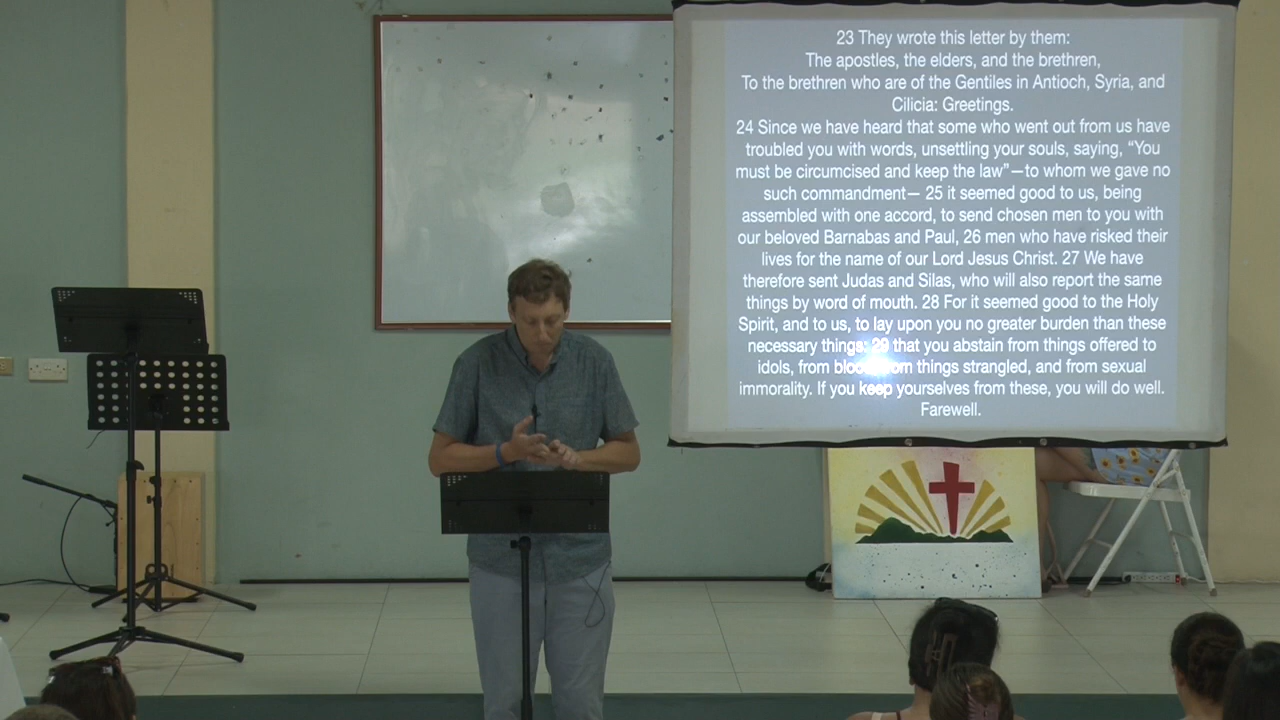 23 They wrote this letter by them:
The apostles, the elders, and the brethren,
To the brethren who are of the Gentiles in Antioch, Syria, and
Cilicia: Greetings.
24 Since we have heard that some who went out from us have
troubled you with words, unsettling your souls, saying, “You
must be circumcised and keep the law”—to whom we gave no
such commandment— 25 it seemed good to us, being
assembled with one accord, to send chosen men to you with
our beloved Barnabas and Paul, 26 men who have risked their
lives for the name of our Lord Jesus Christ. 27 We have
therefore sent Judas and Silas, who will also report the same
things by word of mouth. 28 For it seemed good to the Holy
Spirit, and to us, to lay upon you no greater burden than these
necessary things: 29 that you abstain from things offered to
idols, from blood, from things strangled, and from sexual
immorality. If you keep yourselves from these, you will do well.
Farewell.